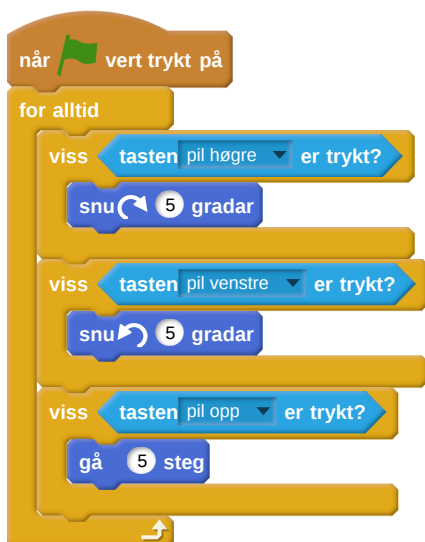 når vert trykt på
for alltid
viss tasten pil høgre er trykt?
snu 5 gradar
viss tasten pil venstre er trykt?
snu 5 gradar
viss tasten pil opp er trykt?
gå 5 steg